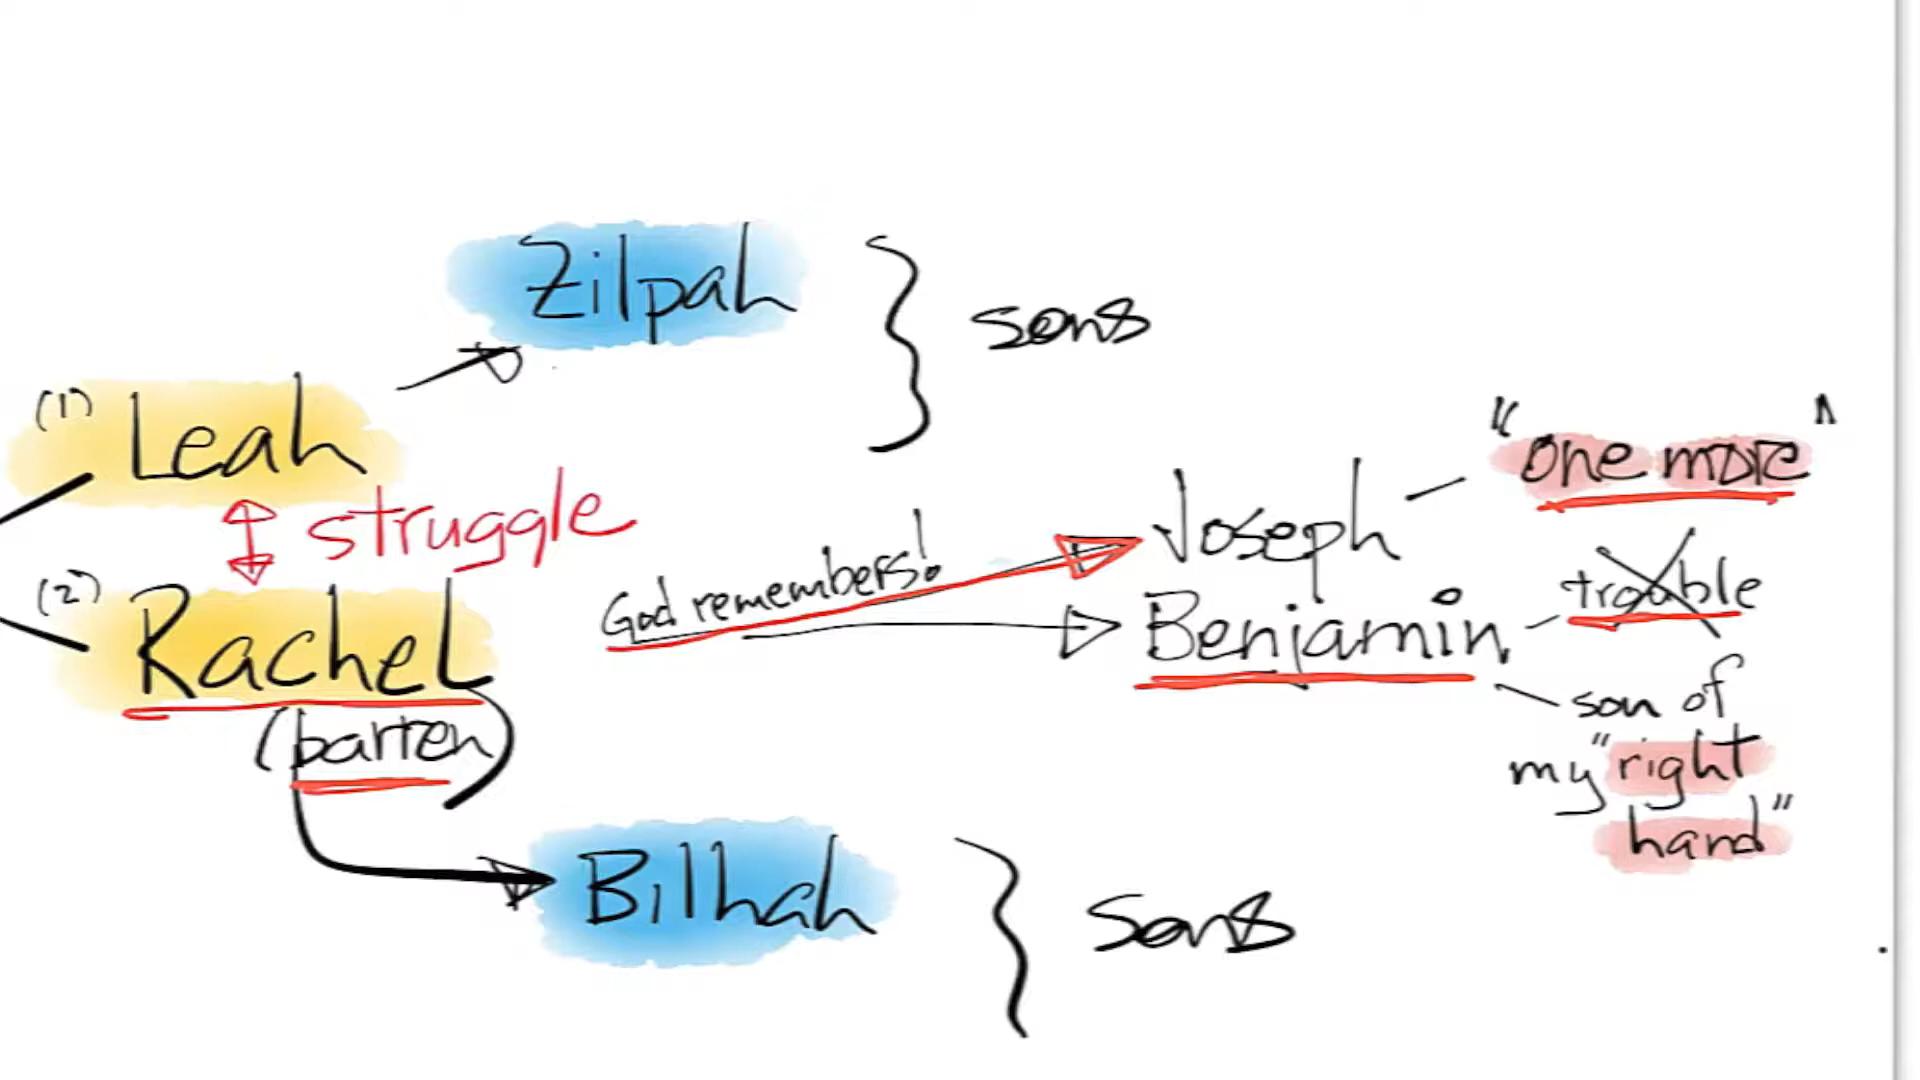 Zilpah
sons
(1) Leah
struggle
(2) Rachel
(barren)
God remembers!
Joseph
"one more"
Benjamin
trouble
son of
my "right
hand"
Bilhah
sons